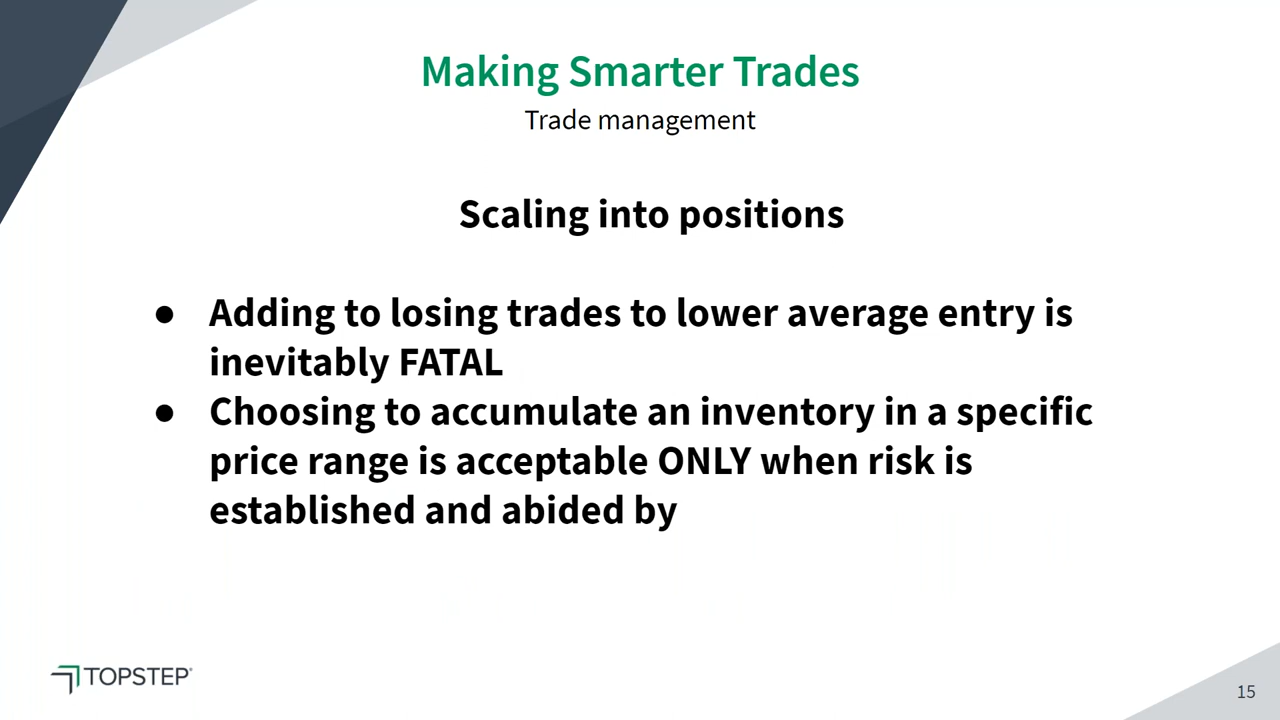 Making Smarter Trades
Trade management
Scaling into positions
● Adding to losing trades to lower average entry is
inevitably FATAL
● Choosing to accumulate an inventory in a specific
price range is acceptable ONLY when risk is
established and abided by
TOPSTEP®
15